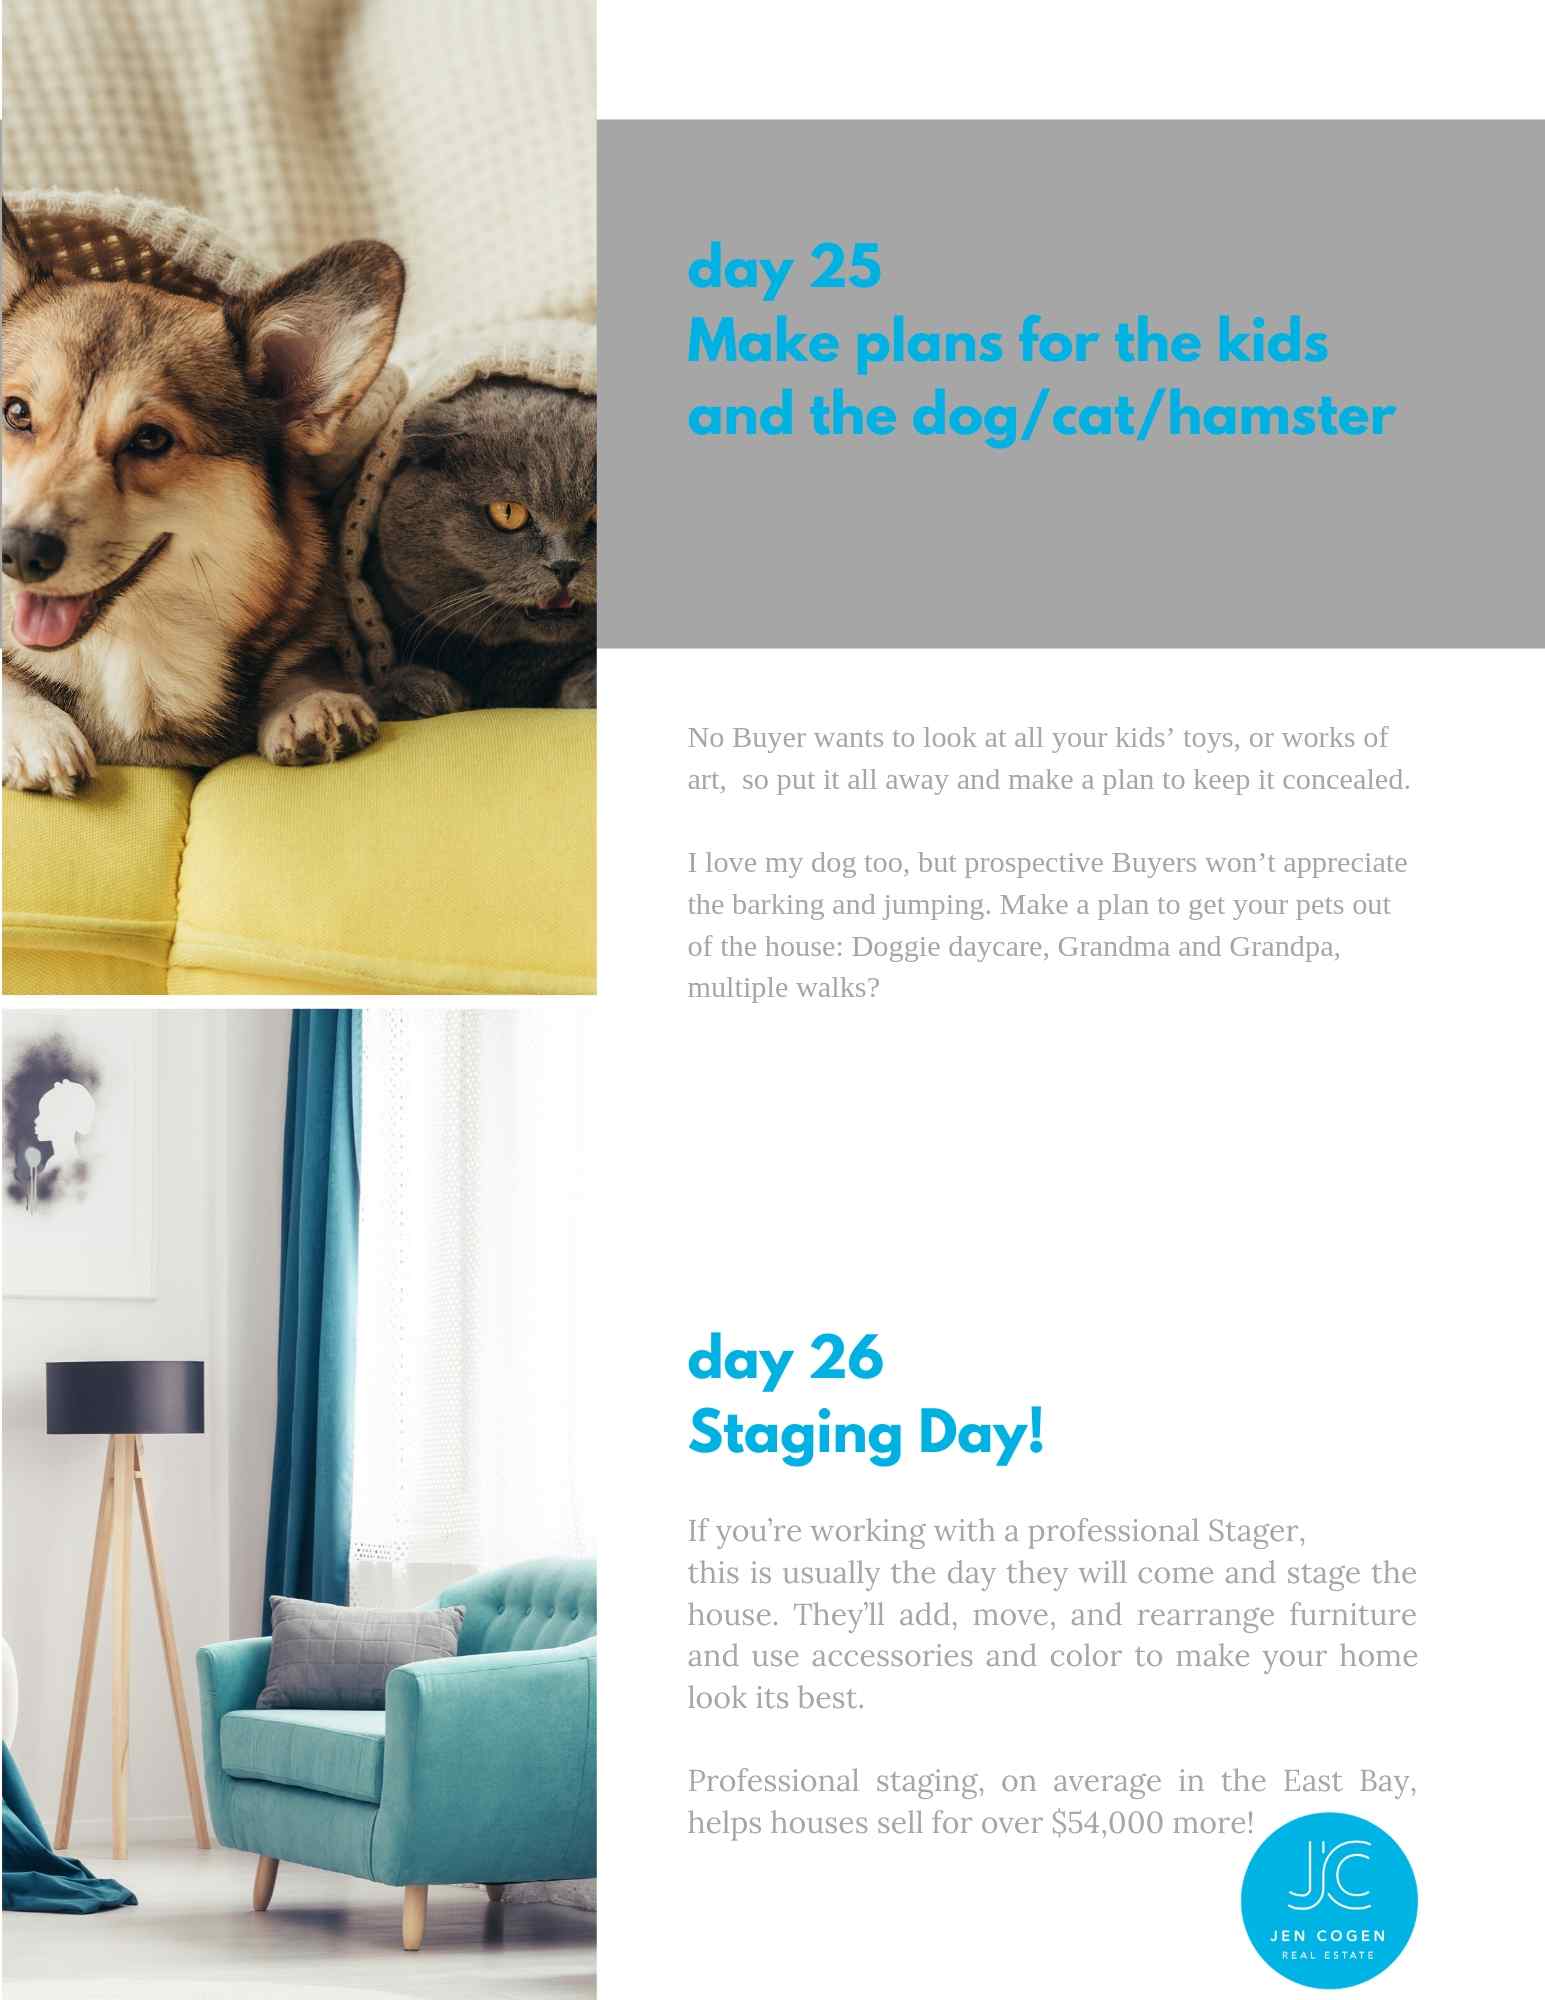 day 25
Make plans for the kids
and the dog/cat/hamster
No Buyer wants to look at all your kids’ toys, or works of
art,  so put it all away and make a plan to keep it concealed.
I love my dog too, but prospective Buyers won’t appreciate
the barking and jumping. Make a plan to get your pets out
of the house: Doggie daycare, Grandma and Grandpa,
multiple walks?
day 26
Staging Day!
If you’re working with a professional Stager,
this is usually the day they will come and stage the
house. They’ll add, move, and rearrange furniture
and use accessories and color to make your home
look its best.
Professional staging, on average in the East Bay,
helps houses sell for over $54,000 more!
JC
JEN COGEN
REAL ESTATE